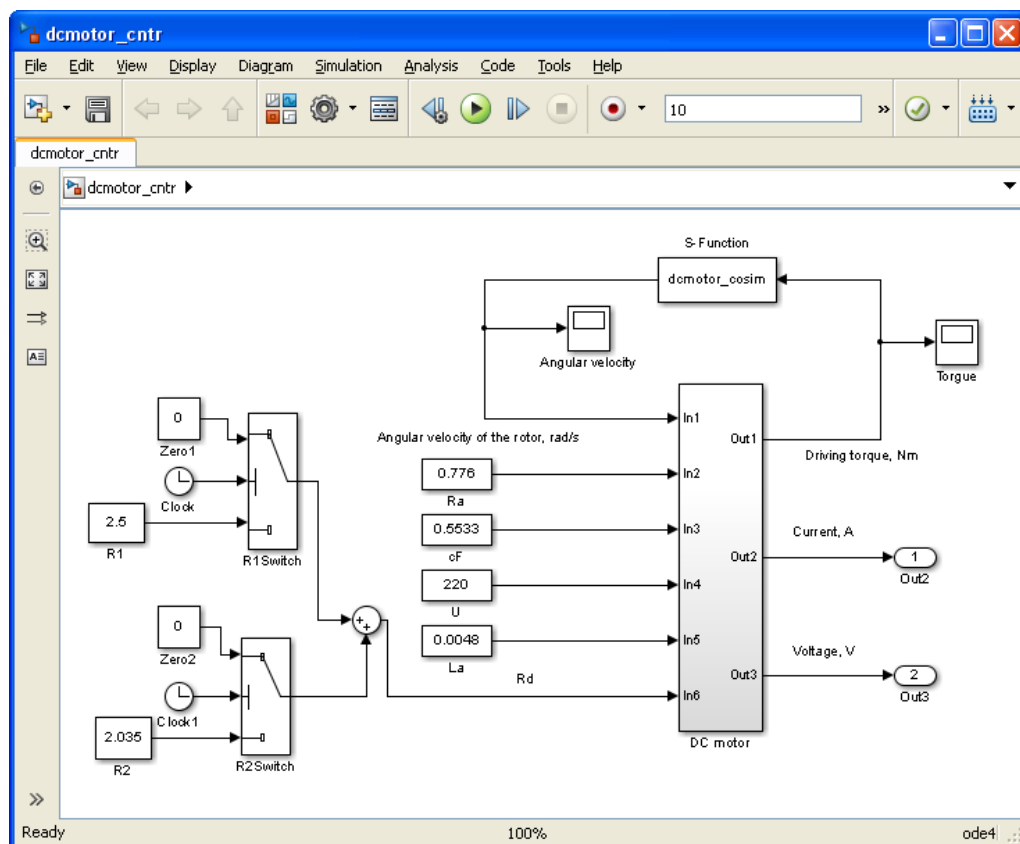 dcmotor_cntr
File Edit View Display Diagram Simulation Analysis Code Tools Help
10
dcmotor_cntr
dcmotor_cntr
S-Function
dcmotor_cosim
Angular velocity
Torgue
0
Zero1
Clock
2.5
R1
R1Switch
Angular velocity of the rotor, rad/s
0.776
Ra
0.5533
cF
220
U
0.0048
La
In1
In2
In3
In4
In5
In6
Out1
Out2
Out3
DC motor
Driving torque, Nm
Current, A
1
Out2
Voltage, V
2
Out3
0
Zero2
Clock1
2.035
R2
R2Switch
Rd
Ready 100% ode4